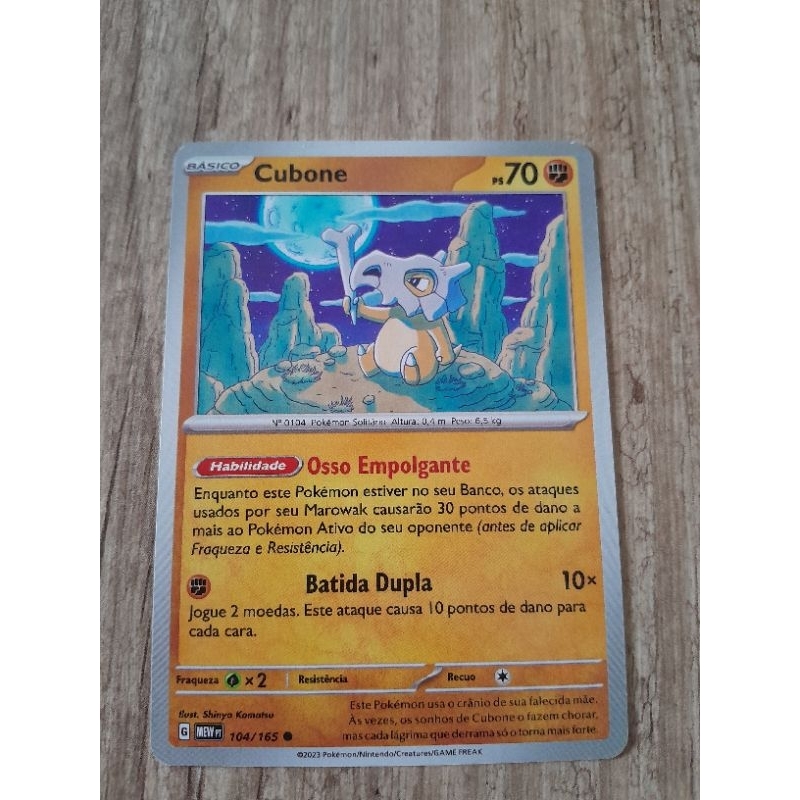 BÁSICO Cubone PS 70
Nº 0104 Pokémon Solitário Altura: 0,4 m Peso: 6,5 kg
Habilidade Osso Empolgante
Enquanto este Pokémon estiver no seu Banco, os ataques
usados por seu Marowak causarão 30 pontos de dano a
mais ao Pokémon Ativo do seu oponente (antes de aplicar
Fraqueza e Resistência).
Batida Dupla 10×
Jogue 2 moedas. Este ataque causa 10 pontos de dano para
cada cara.
Fraqueza ×2 Resistência Recuo
Ilust. Shinya Komatsu
G MEW PT 104/165
Este Pokémon usa o crânio de sua falecida mãe.
Às vezes, os sonhos de Cubone o fazem chorar,
mas cada lágrima que derrama só o torna mais forte.
©2023 Pokémon/Nintendo/Creatures/GAME FREAK